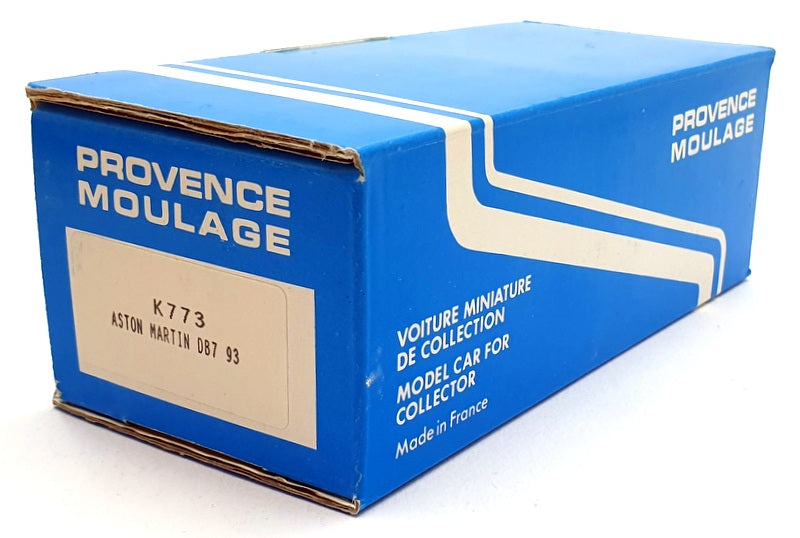 PROVENCE
MOULAGE
K773
ASTON MARTIN DB7 93
PROVENCE
MOULAGE
VOITURE MINIATURE
DE COLLECTION
MODEL CAR FOR
COLLECTOR
Made in France